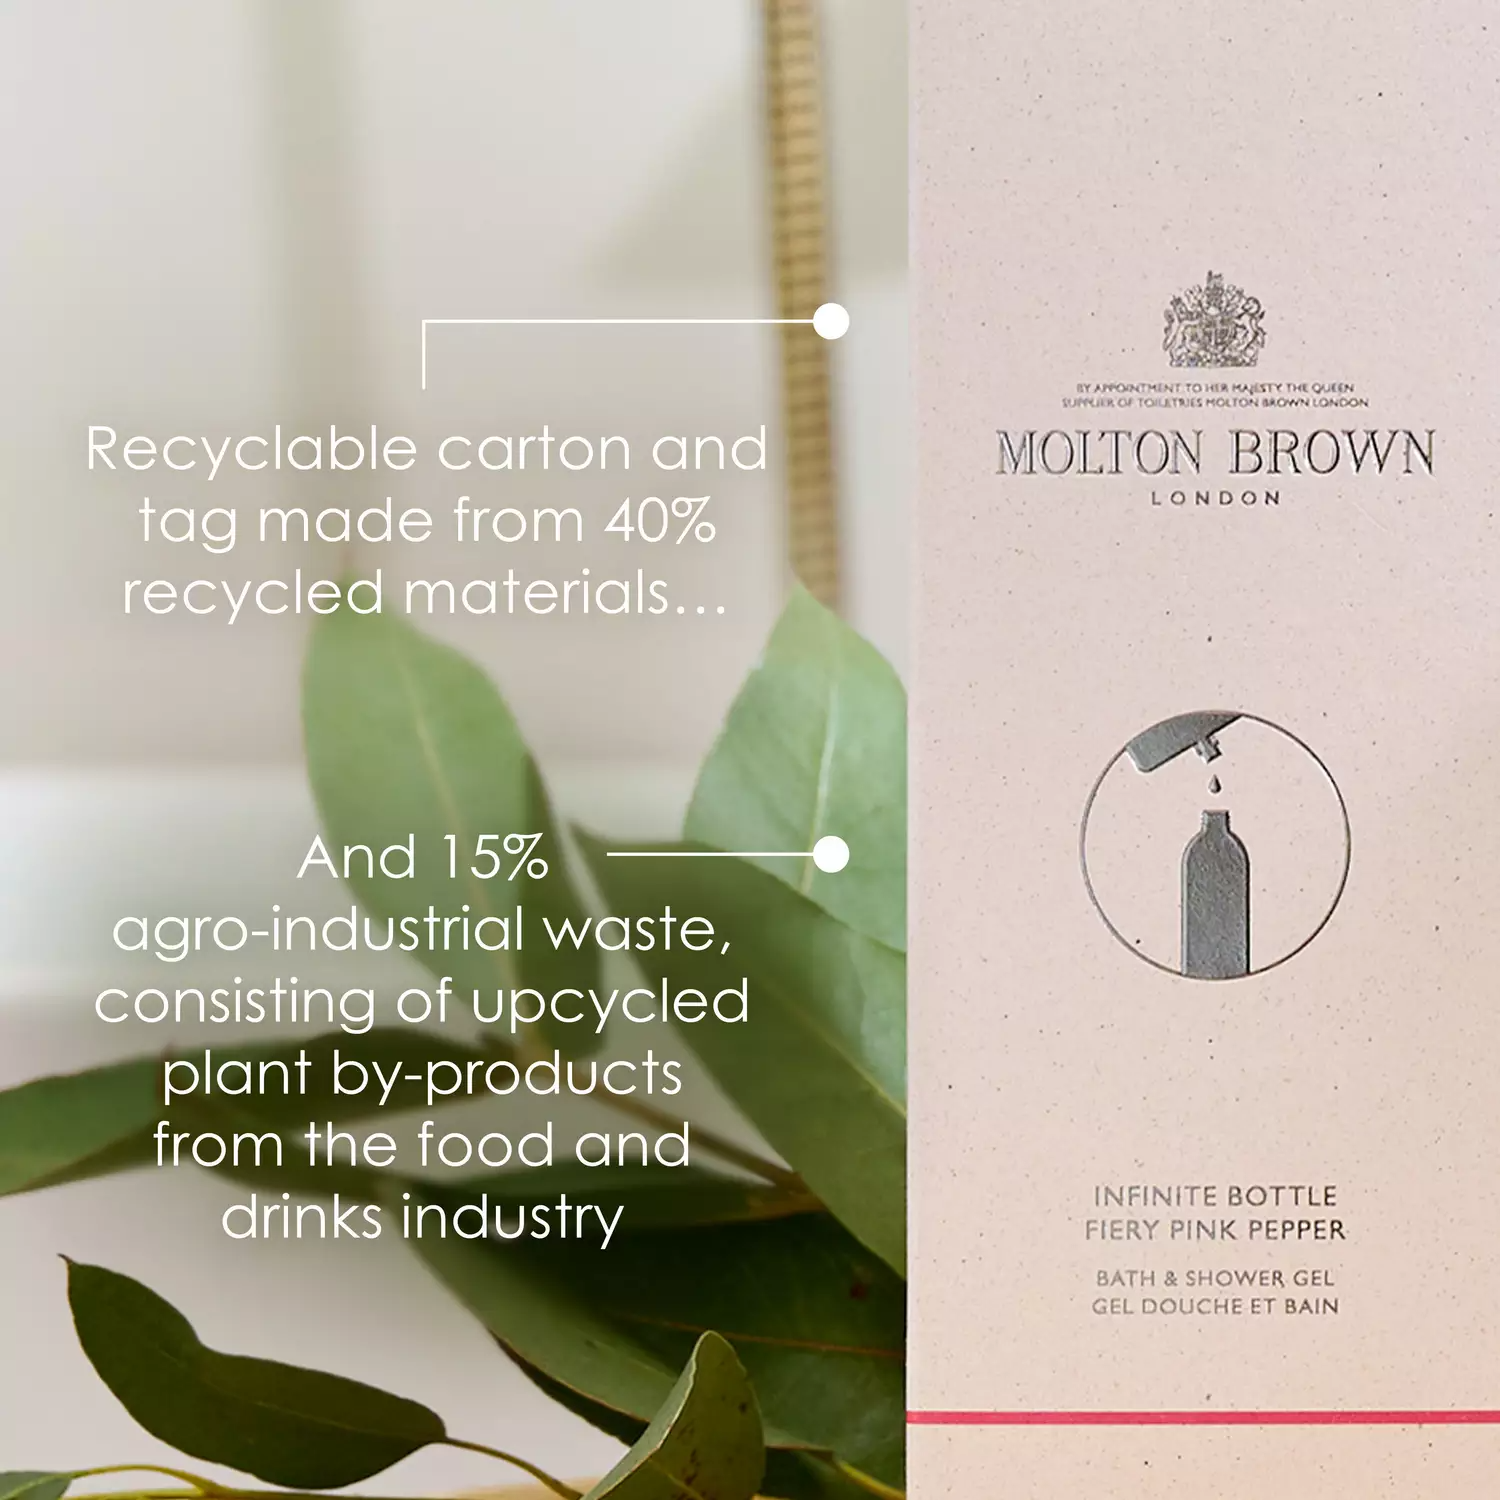 Recyclable carton and
tag made from 40%
recycled materials...
And 15%
agro-industrial waste,
consisting of upcycled
plant by-products
from the food and
drinks industry
BY APPOINTMENT TO HER MAJESTY THE QUEEN
SUPPLIER OF TOILETRIES MOLTON BROWN LONDON
MOLTON BROWN
LONDON
INFINITE BOTTLE
FIERY PINK PEPPER
BATH & SHOWER GEL
GEL DOUCHE ET BAIN